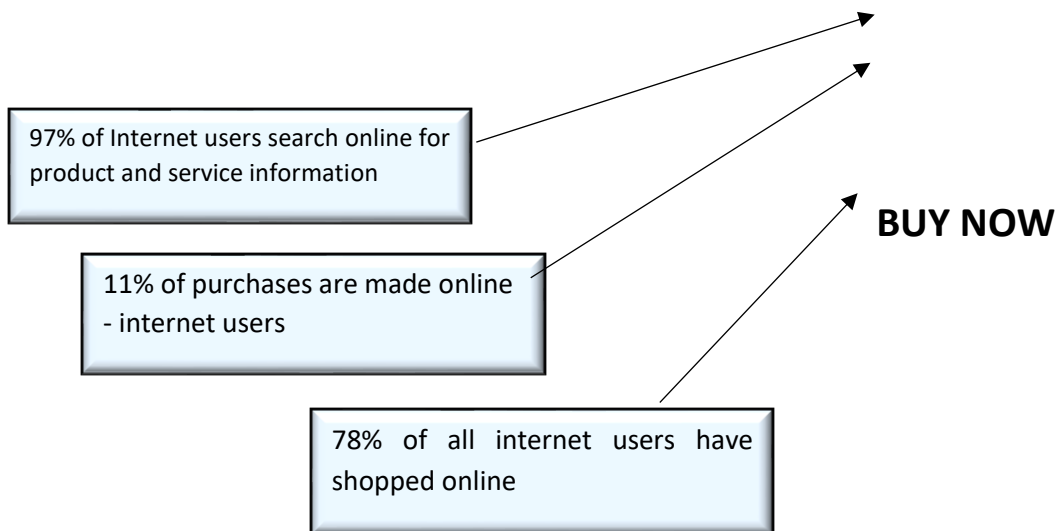 97% of Internet users search online for
product and service information
BUY NOW
11% of purchases are made online
- internet users
78% of all internet users have
shopped online